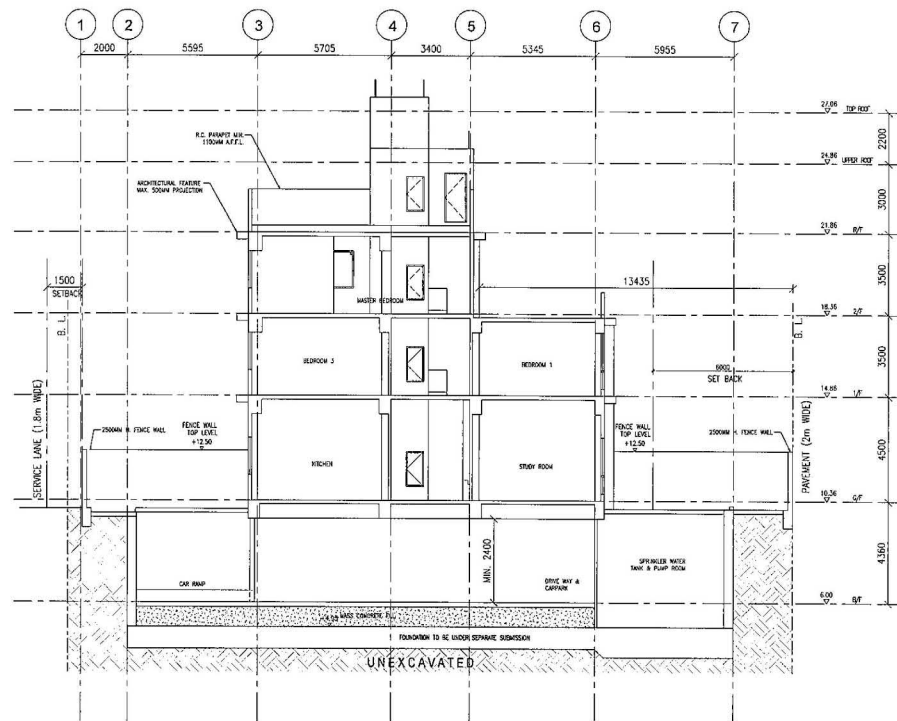 1 2 3 4 5 6 7
2000 5595 5705 3400 5345 5955
27.06 TOP ROOF
2200
R.C. PARAPET MIN.
1100MM A.F.F.L.
24.86 UPPER ROOF
3000
ARCHITECTURAL FEATURE
MAX. 500MM PROJECTION
21.86 R/F
3500
1500
SETBACK
13435
MASTER BEDROOM
18.36 2/F
B. L.
B. L.
3500
BEDROOM 3
BEDROOM 1
6000
SET BACK
14.86 1/F
SERVICE LANE (1.8m WIDE)
2500MM H. FENCE WALL
FENCE WALL
TOP LEVEL
+12.50
FENCE WALL
TOP LEVEL
+12.50
2500MM H. FENCE WALL
PAVEMENT (2m WIDE)
4500
KITCHEN
STUDY ROOM
10.36 G/F
MIN. 2400
4360
CAR RAMP
DRIVE WAY &
CARPARK
SPRINKLER WATER
TANK & PUMP ROOM
6.00 B/F
MASS CONCRETE FILL
FOUNDATION TO BE UNDER SEPARATE SUBMISSION
UNEXCAVATED